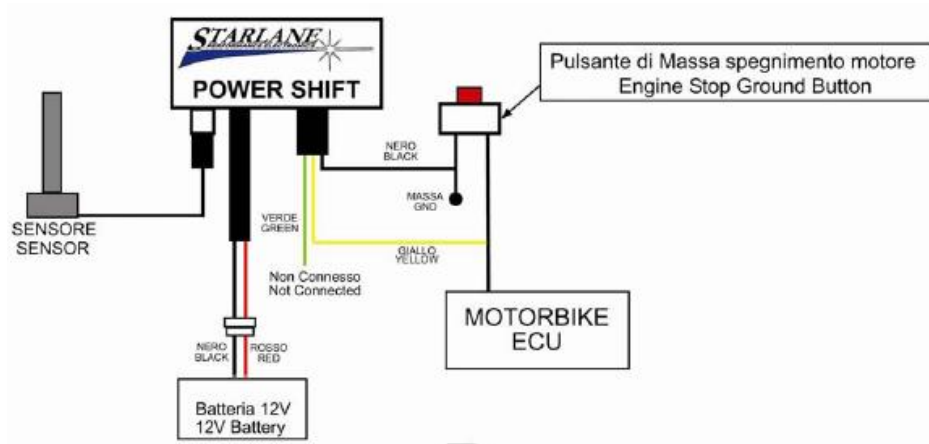 STARLANE
POWER SHIFT
Pulsante di Massa spegnimento motore
Engine Stop Ground Button
NERO
BLACK
MASSA
GND
SENSORE
SENSOR
VERDE
GREEN
GIALLO
YELLOW
Non Connesso
Not Connected
MOTORBIKE
ECU
NERO
BLACK
ROSSO
RED
Batteria 12V
12V Battery